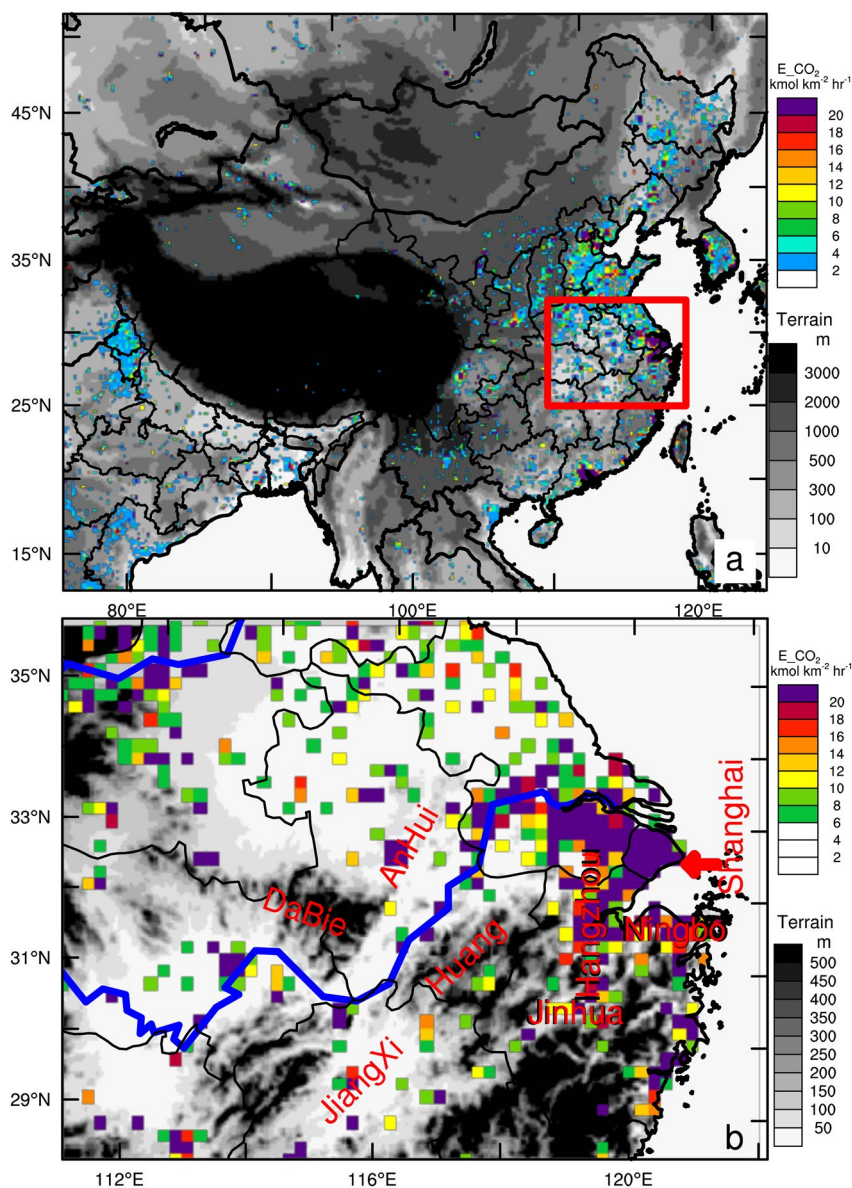 E_CO2
kmol km-2 hr-1
20
18
16
14
12
10
8
6
4
2
Terrain
m
3000
2000
1000
500
300
100
10
45°N
35°N
25°N
15°N
a
80°E
100°E
120°E
E_CO2
kmol km-2 hr-1
20
18
16
14
12
10
8
6
4
2
Terrain
m
500
450
400
350
300
250
200
150
100
50
35°N
33°N
31°N
29°N
Shanghai
AnHui
DaBie
Hangzhou
Ningbo
Huang
Jinhua
JiangXi
b
112°E
116°E
120°E